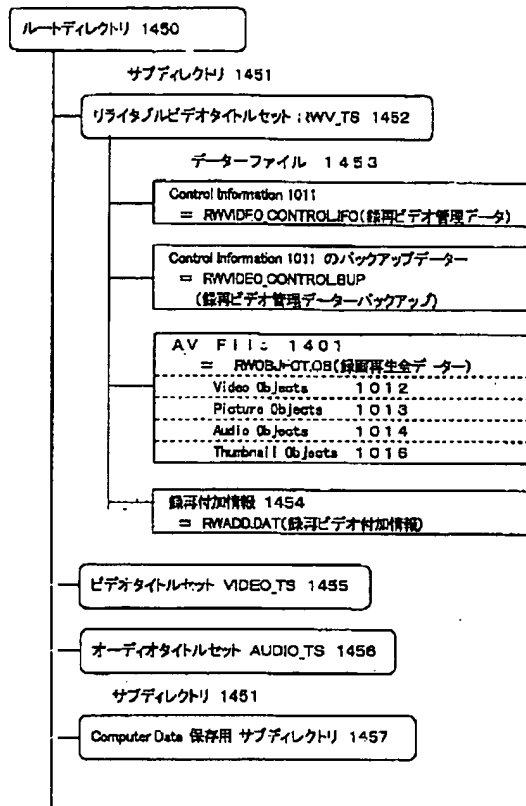 ルートディレクトリ 1450
サブディレクトリ 1451
リライタブルビデオタイトルセット RWV_TS 1452
データーファイル 1453
Control Information 1011
= RWVIDEO_CONTROL.IFO(録再ビデオ管理データ)
Control Information 1011 のバックアップデーター
= RWVIDEO_CONTROL.BUP
(録再ビデオ管理データーバックアップ)
AV File 1401
= RWOBJECT.OB(録画再生全データー)
Video Objects 1012
Picture Objects 1013
Audio Objects 1014
Thumbnail Objects 1016
録再付加情報 1454
= RWADD.DAT(録再ビデオ付加情報)
ビデオタイトルセット VIDEO_TS 1455
オーディオタイトルセット AUDIO_TS 1456
サブディレクトリ 1451
Computer Data 保存用 サブディレクトリ 1457